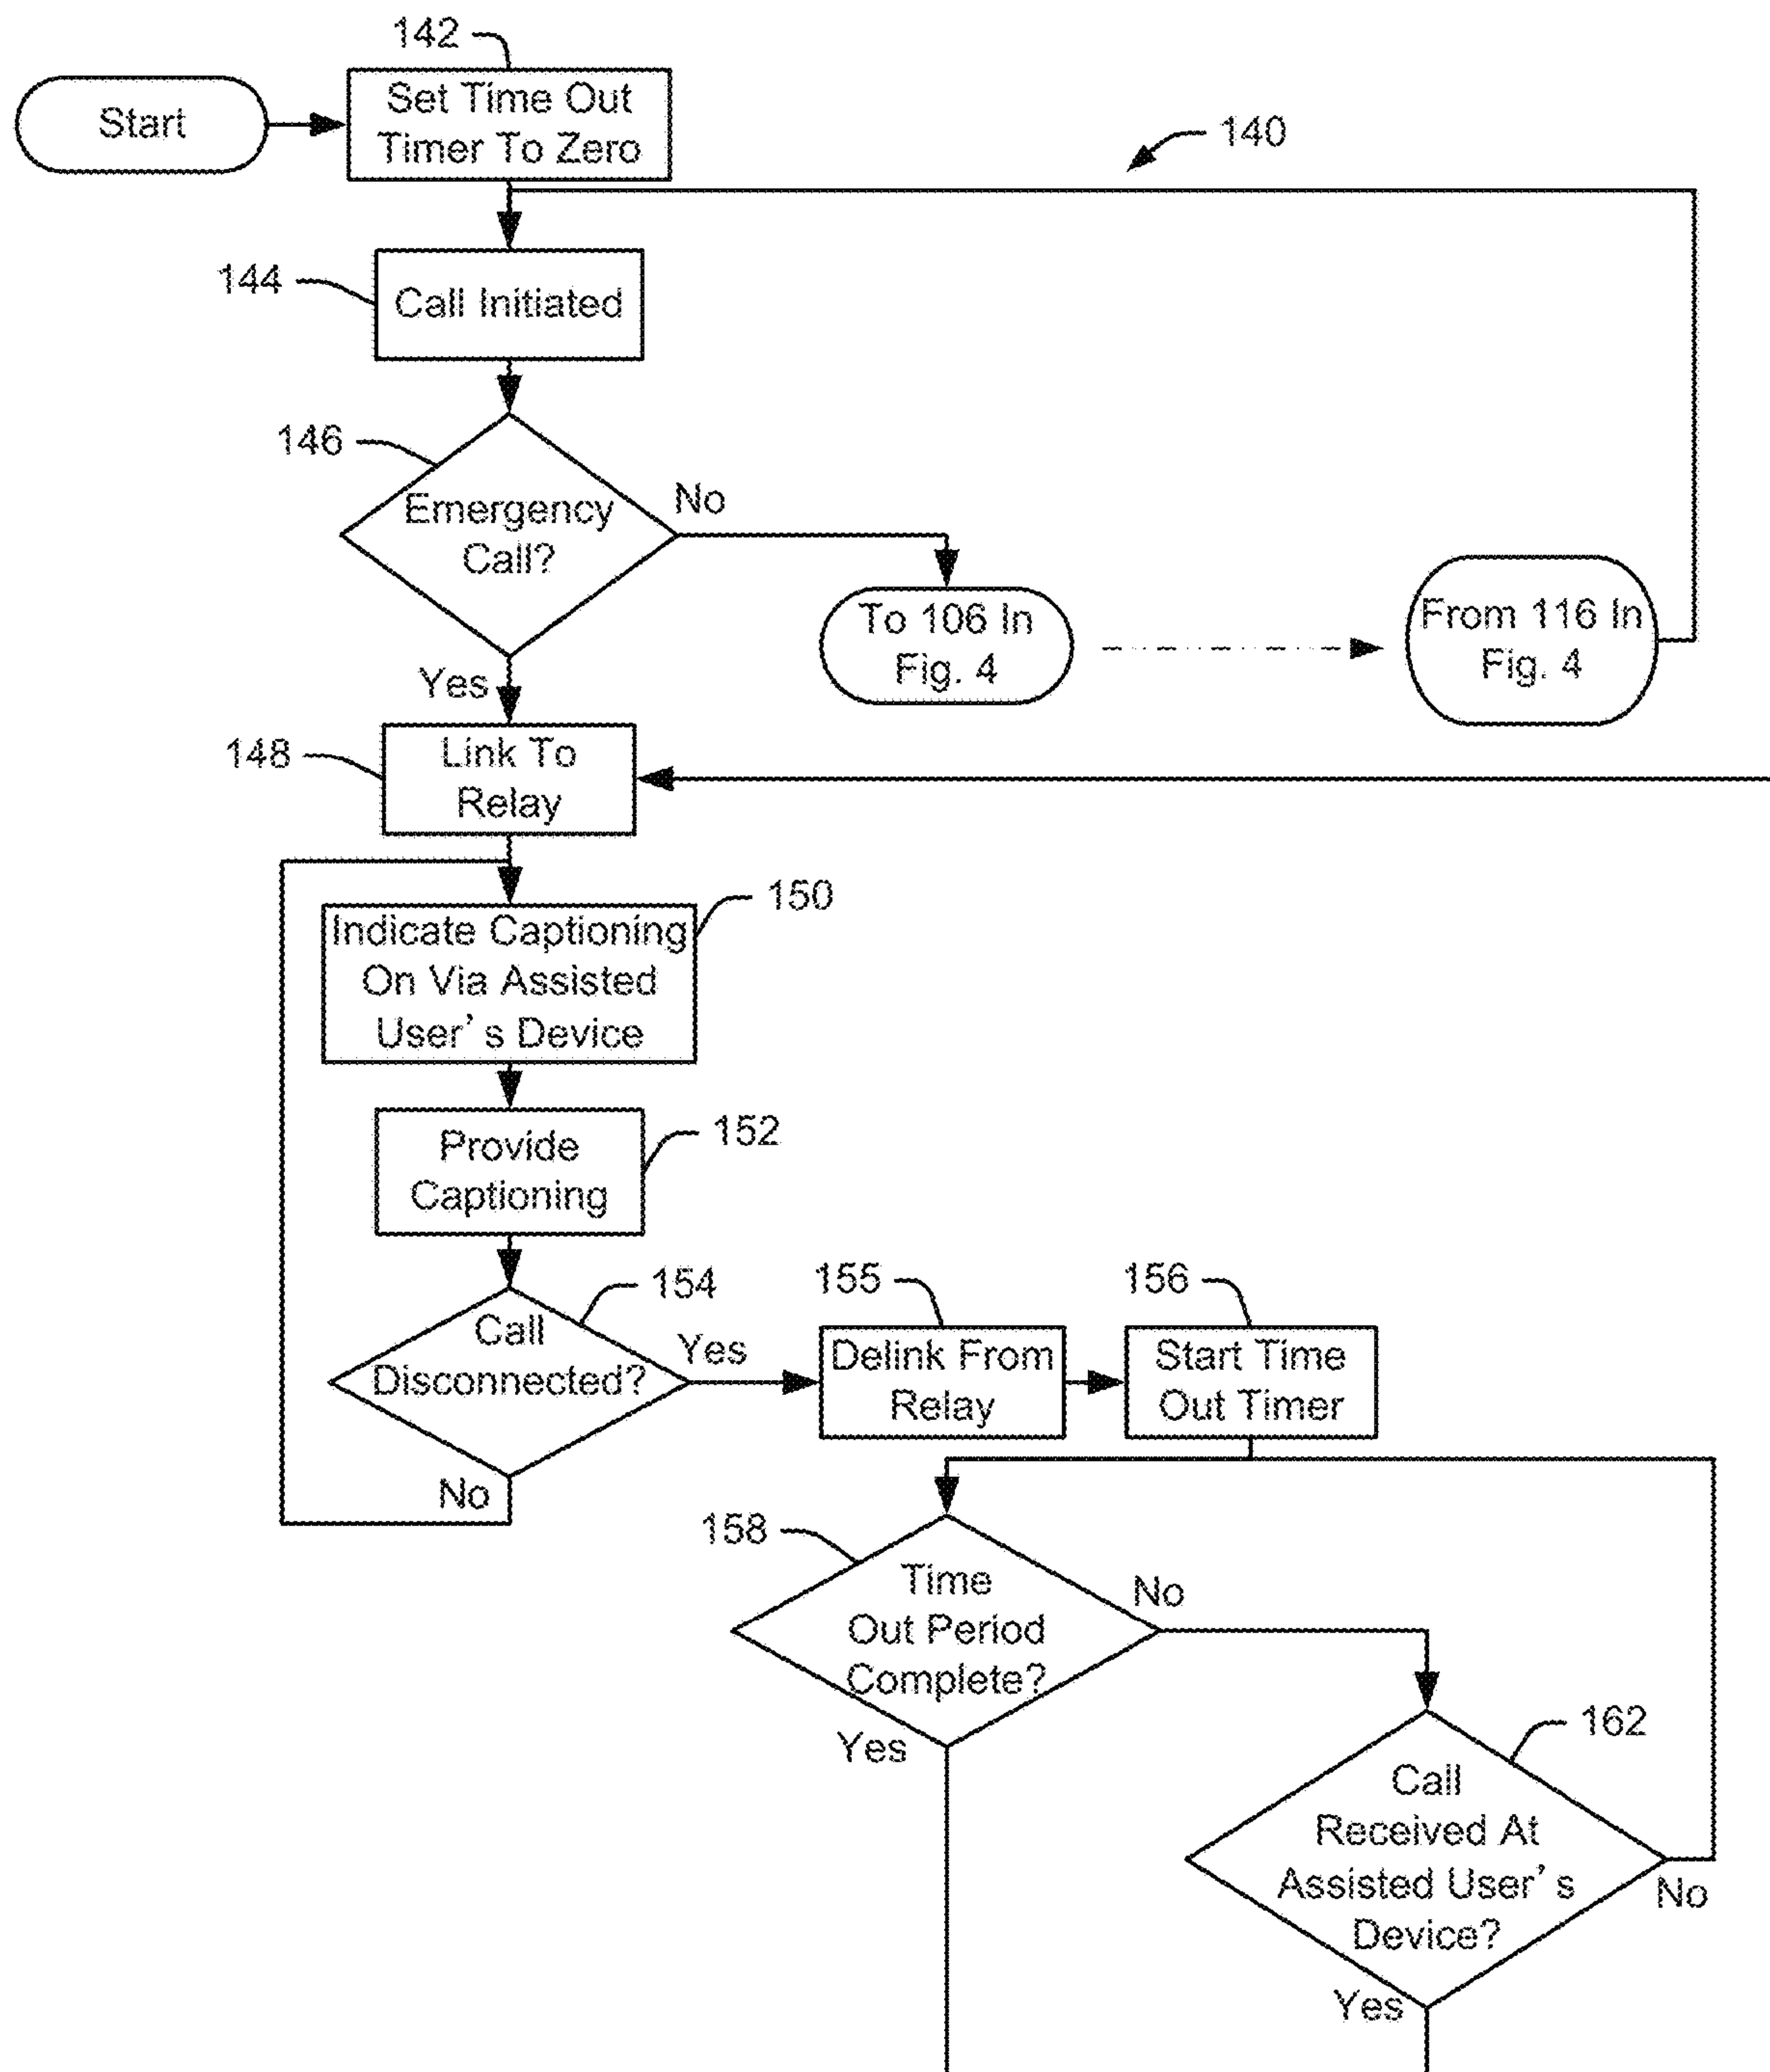 142
Start
Set Time Out
Timer To Zero
140
144
Call Initiated
146
Emergency
Call?
No
Yes
To 106 In
Fig. 4
From 116 In
Fig. 4
148
Link To
Relay
150
Indicate Captioning
On Via Assisted
User's Device
152
Provide
Captioning
154
Call
Disconnected?
Yes
No
155
Delink From
Relay
156
Start Time
Out Timer
158
Time
Out Period
Complete?
No
Yes
162
Call
Received At
Assisted User's
Device?
No
Yes